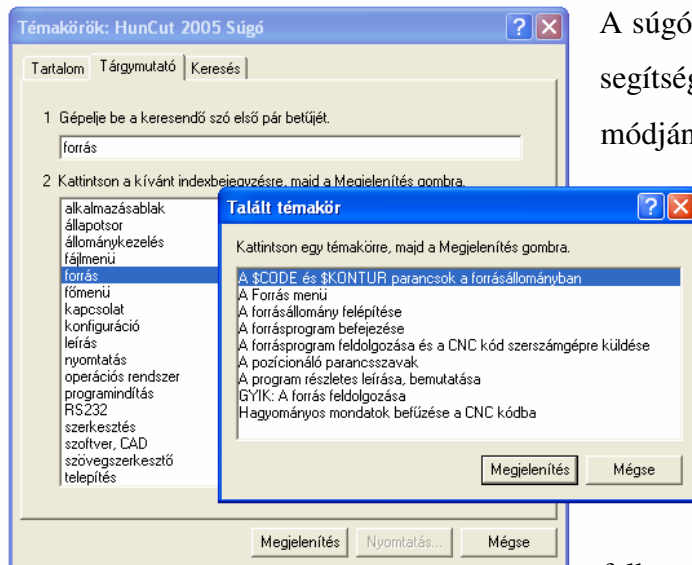 Témakörök: HunCut 2005 Súgó
Tartalom Tárgymutató Keresés
1 Gépelje be a keresendő szó első pár betűjét.
forrás
2 Kattintson a kívánt indexbejegyzésre, majd a Megjelenítés gombra.
alkalmazásablak
állapotsor
állománykezelés
fájlmenü
forrás
főmenü
kapcsolat
konfiguráció
leírás
nyomtatás
operációs rendszer
programindítás
RS232
szerkesztés
szoftver, CAD
szövegszerkesztő
telepítés
Megjelenítés Nyomtatás... Mégse
Talált témakör
Kattintson egy témakörre, majd a Megjelenítés gombra.
A $CODE és $KONTUR parancsok a forrásállományban
A Forrás menü
A forrásállomány felépítése
A forrásprogram befejezése
A forrásprogram feldolgozása és a CNC kód szerszámgépre küldése
A pozícionáló parancsszavak
A program részletes leírása, bemutatása
GYIK: A forrás feldolgozása
Hagyományos mondatok befűzése a CNC kódba
Megjelenítés Mégse
A súgó
segítség
módján